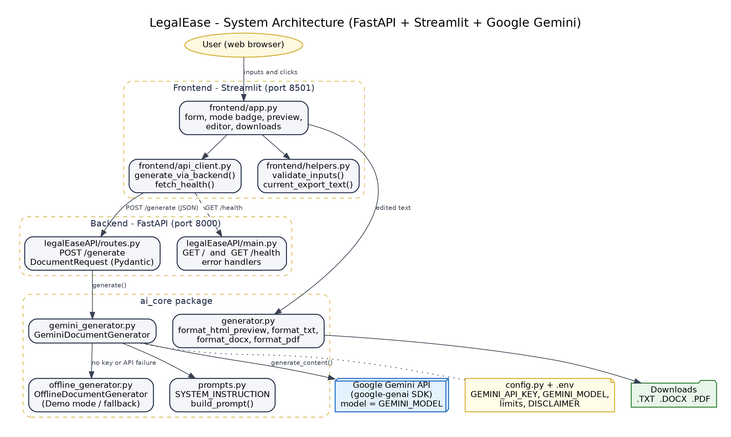 LegalEase - System Architecture (FastAPI + Streamlit + Google Gemini)
User (web browser)
inputs and clicks
Frontend - Streamlit (port 8501)
frontend/app.py
form, mode badge, preview,
editor, downloads
frontend/api_client.py
generate_via_backend()
fetch_health()
frontend/helpers.py
validate_inputs()
current_export_text()
POST /generate (JSON)
GET /health
edited text
Backend - FastAPI (port 8000)
legalEaseAPI/routes.py
POST /generate
DocumentRequest (Pydantic)
legalEaseAPI/main.py
GET / and GET /health
error handlers
generate()
ai_core package
gemini_generator.py
GeminiDocumentGenerator
generator.py
format_html_preview, format_txt,
format_docx, format_pdf
no key or API failure
generate_content()
offline_generator.py
OfflineDocumentGenerator
(Demo mode / fallback)
prompts.py
SYSTEM_INSTRUCTION
build_prompt()
Google Gemini API
(google-genai SDK)
model = GEMINI_MODEL
config.py + .env
GEMINI_API_KEY, GEMINI_MODEL,
limits, DISCLAIMER
Downloads
.TXT .DOCX .PDF